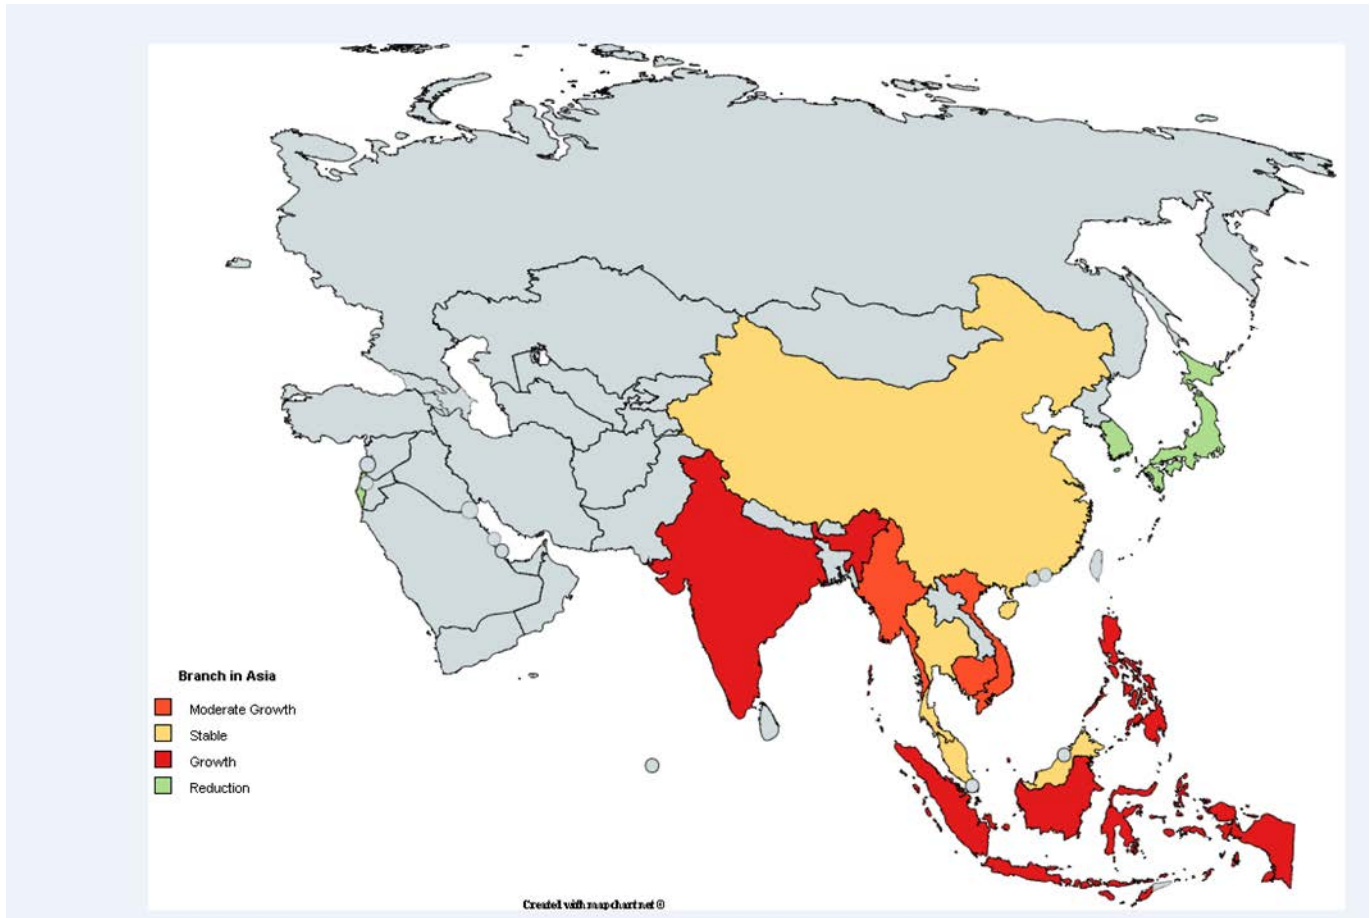 Branch in Asia
Moderate Growth
Stable
Growth
Reduction
Created with mapchart.net ©